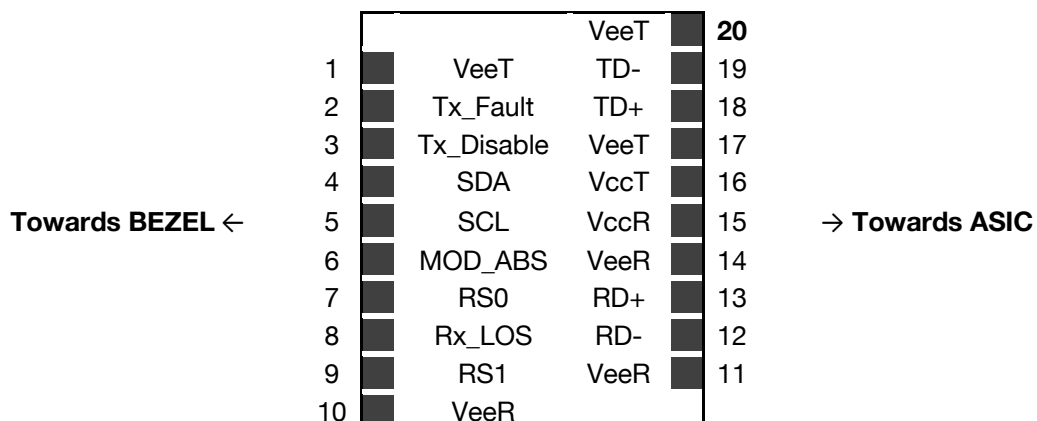 VeeT 20
1 VeeT TD- 19
2 Tx_Fault TD+ 18
3 Tx_Disable VeeT 17
4 SDA VccT 16
Towards BEZEL ← 5 SCL VccR 15 → Towards ASIC
6 MOD_ABS VeeR 14
7 RS0 RD+ 13
8 Rx_LOS RD- 12
9 RS1 VeeR 11
10 VeeR